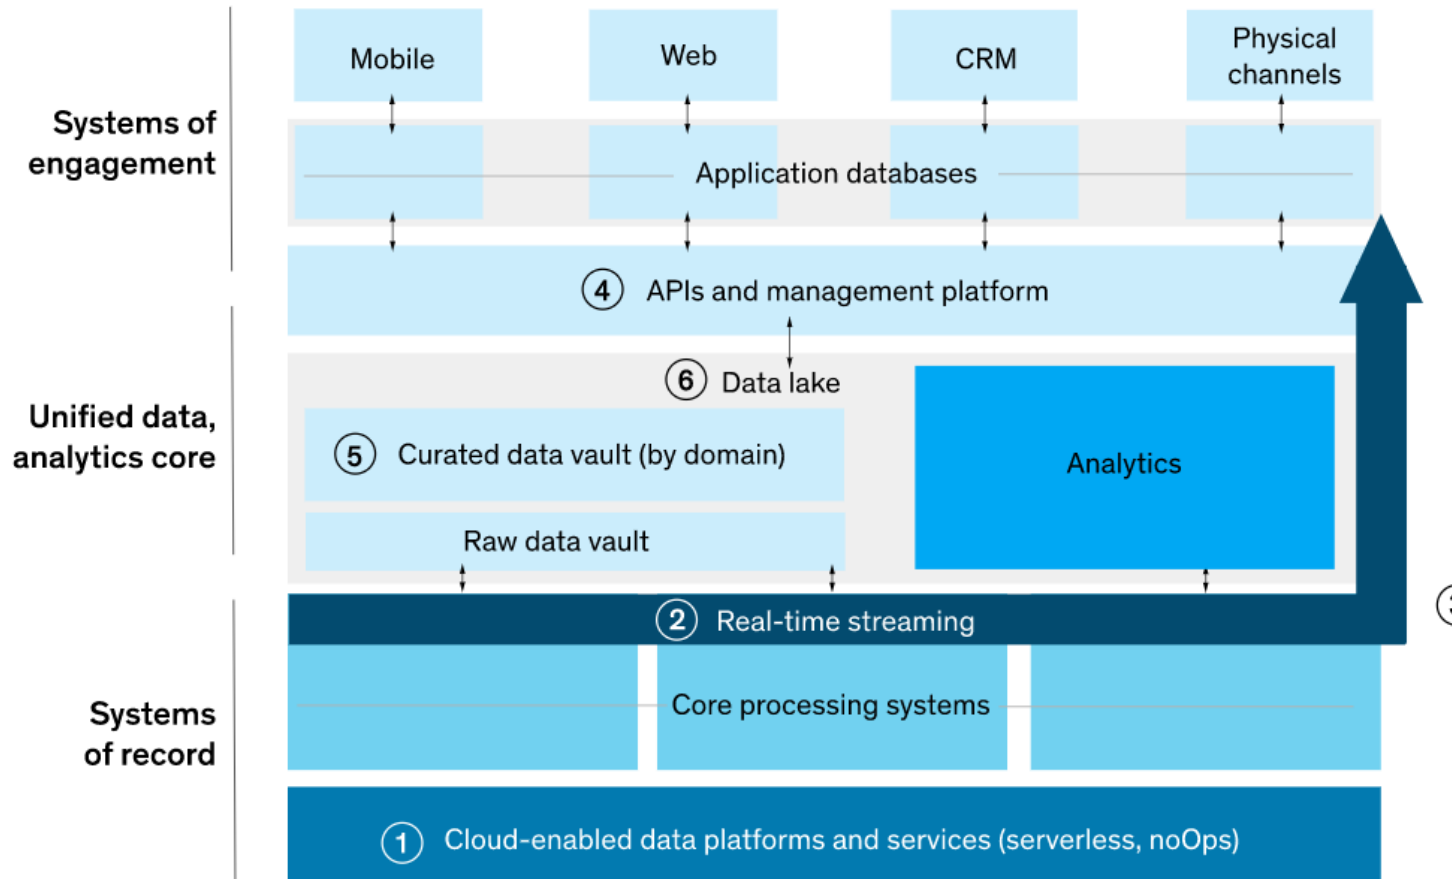 Mobile
Web
CRM
Physical
channels
Systems of
engagement
Application databases
4 APIs and management platform
6 Data lake
Unified data,
analytics core
5 Curated data vault (by domain)
Analytics
Raw data vault
2 Real-time streaming
3
Systems
of record
Core processing systems
1 Cloud-enabled data platforms and services (serverless, noOps)